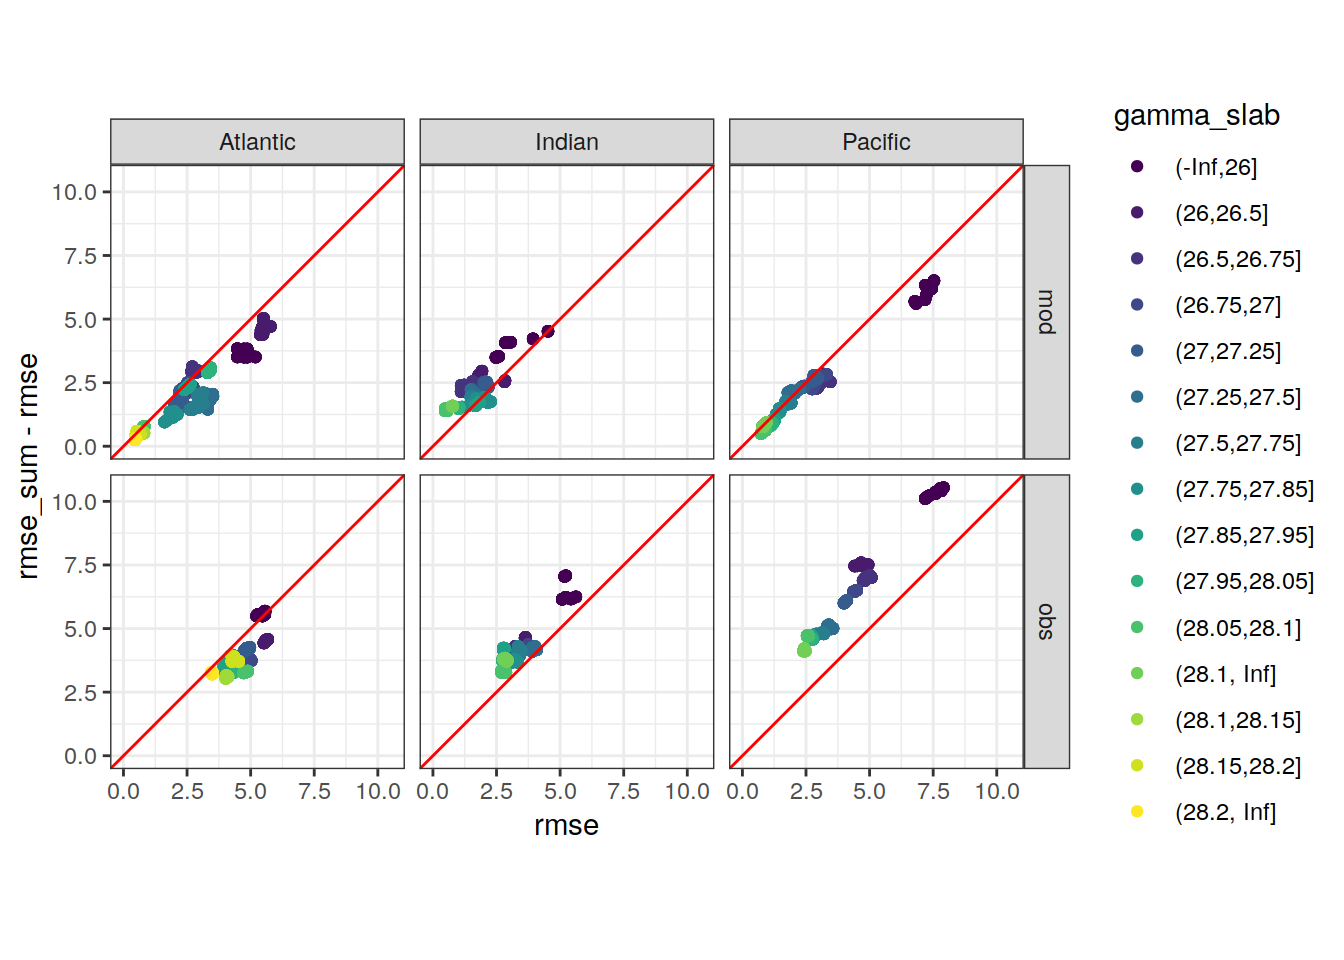 Atlantic
Indian
Pacific
10.0
7.5
5.0
2.5
0.0
mod
10.0
7.5
5.0
2.5
0.0
obs
0.0 2.5 5.0 7.5 10.0
0.0 2.5 5.0 7.5 10.0
0.0 2.5 5.0 7.5 10.0
rmse
rmse_sum - rmse
gamma_slab
(-Inf,26]
(26,26.5]
(26.5,26.75]
(26.75,27]
(27,27.25]
(27.25,27.5]
(27.5,27.75]
(27.75,27.85]
(27.85,27.95]
(27.95,28.05]
(28.05,28.1]
(28.1, Inf]
(28.1,28.15]
(28.15,28.2]
(28.2, Inf]